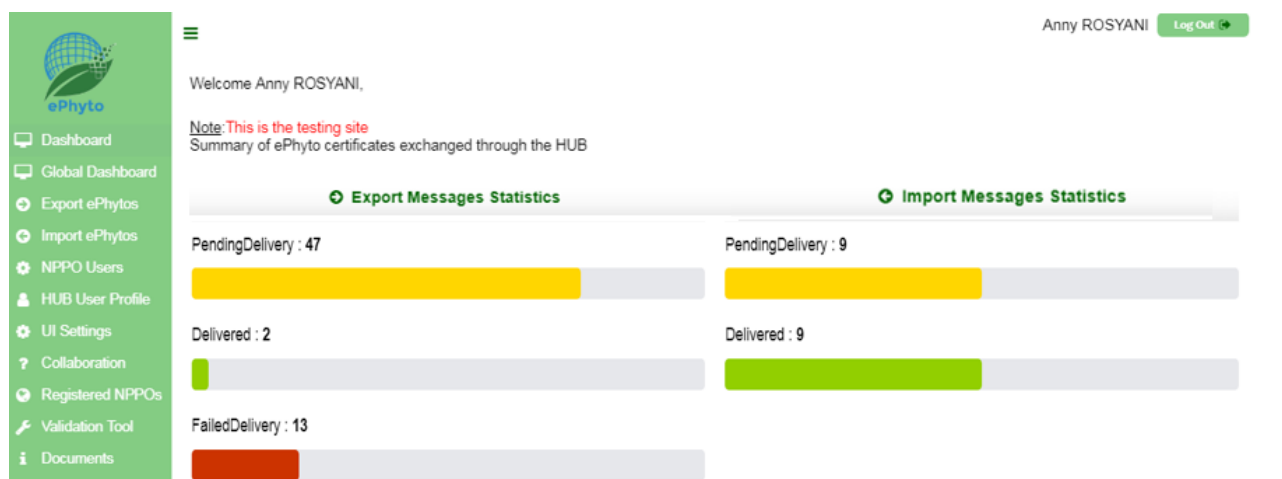 Anny ROSYANI
Log Out
ePhyto
Welcome Anny ROSYANI,
Note:This is the testing site
Summary of ePhyto certificates exchanged through the HUB
Dashboard
Global Dashboard
Export ePhytos
Import ePhytos
NPPO Users
HUB User Profile
UI Settings
Collaboration
Registered NPPOs
Validation Tool
Documents
Export Messages Statistics
PendingDelivery : 47
Delivered : 2
FailedDelivery : 13
Import Messages Statistics
PendingDelivery : 9
Delivered : 9